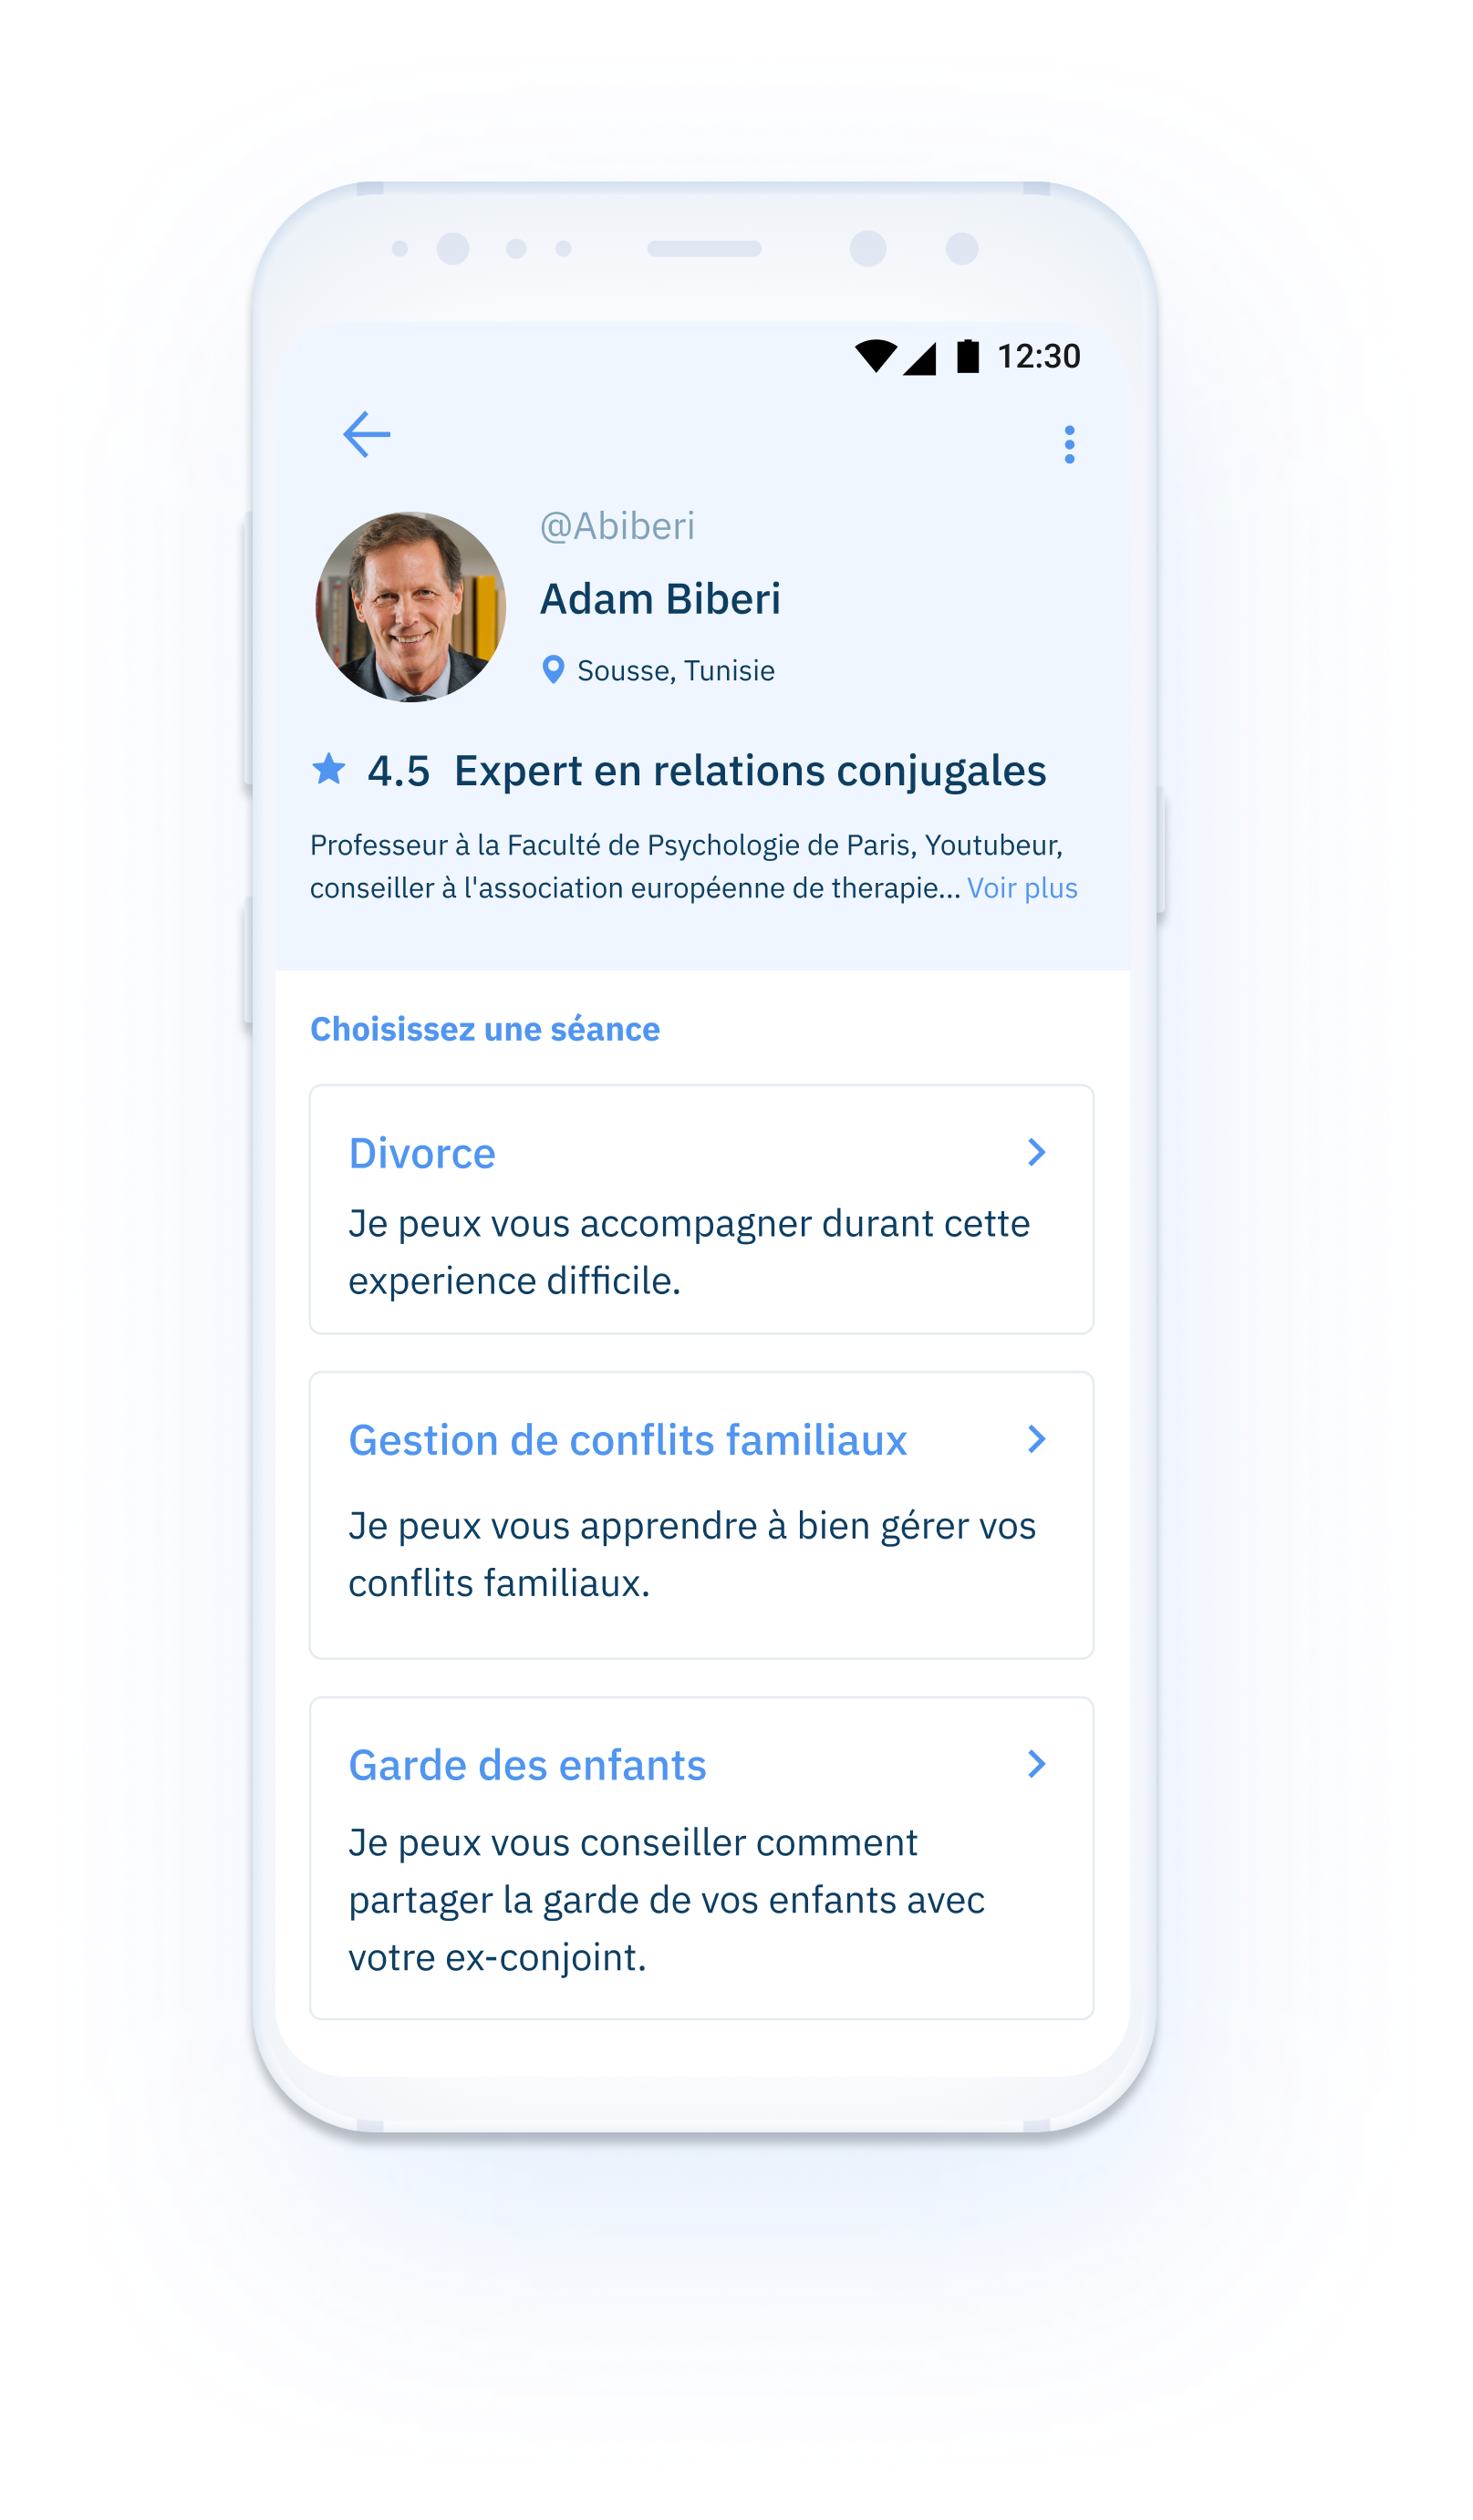 12:30
@Abiberi
Adam Biberi
Sousse, Tunisie
4.5 Expert en relations conjugales
Professeur à la Faculté de Psychologie de Paris, Youtubeur,
conseiller à l'association européenne de therapie... Voir plus
Choisissez une séance
Divorce
Je peux vous accompagner durant cette
experience difficile.
Gestion de conflits familiaux
Je peux vous apprendre à bien gérer vos
conflits familiaux.
Garde des enfants
Je peux vous conseiller comment
partager la garde de vos enfants avec
votre ex-conjoint.